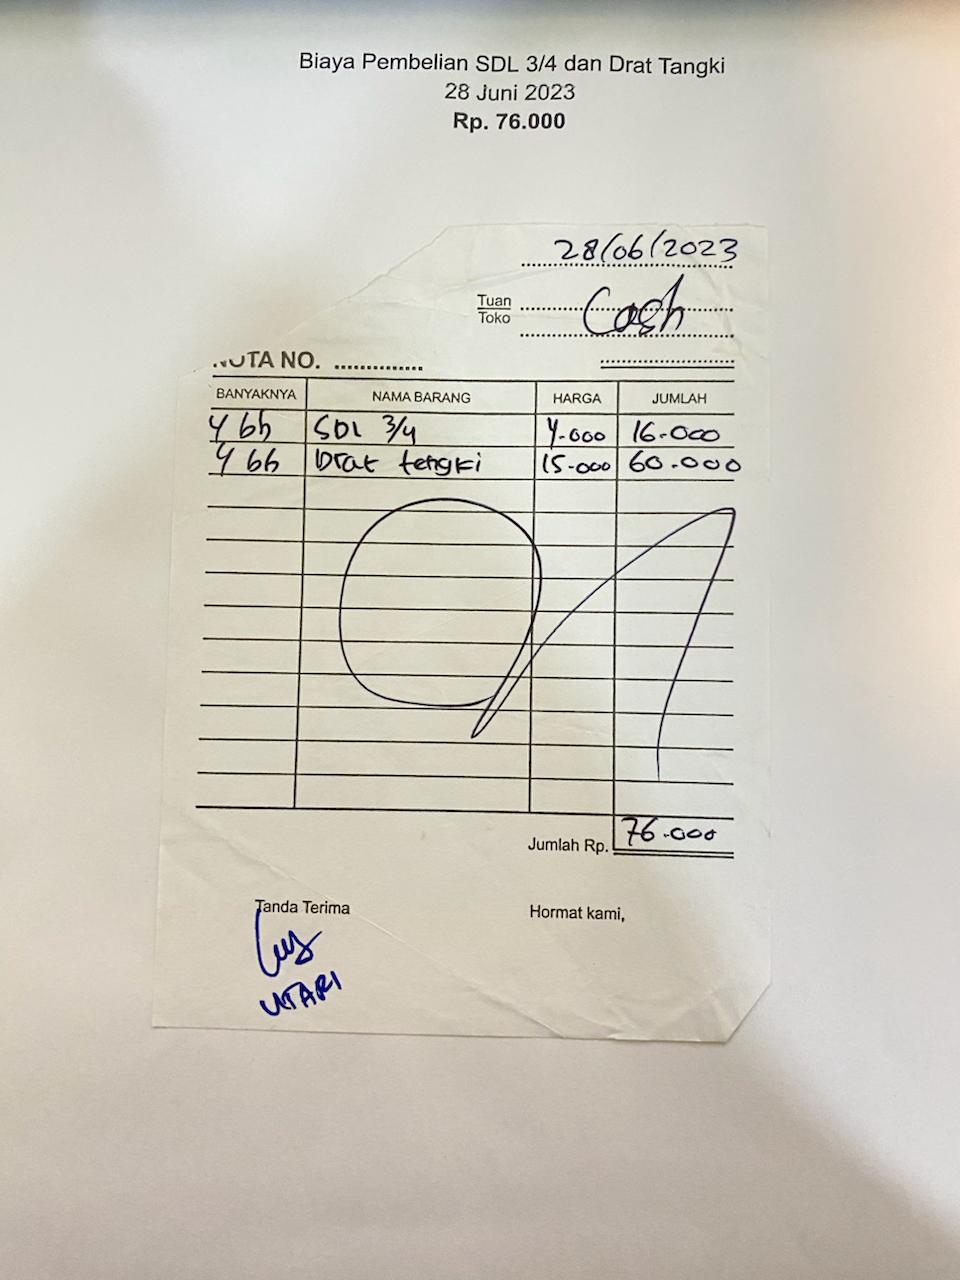 Biaya Pembelian SDL 3/4 dan Drat Tangki
28 Juni 2023
Rp. 76.000
28/06/2023
Tuan
Toko
Cash
NOTA NO. ..............
BANYAKNYA NAMA BARANG HARGA JUMLAH
4 bh SDL 3/4 4.000 16.000
4 bh Drat tengki 15.000 60.000
Jumlah Rp. 76.000
Tanda Terima Hormat kami,
UTARI